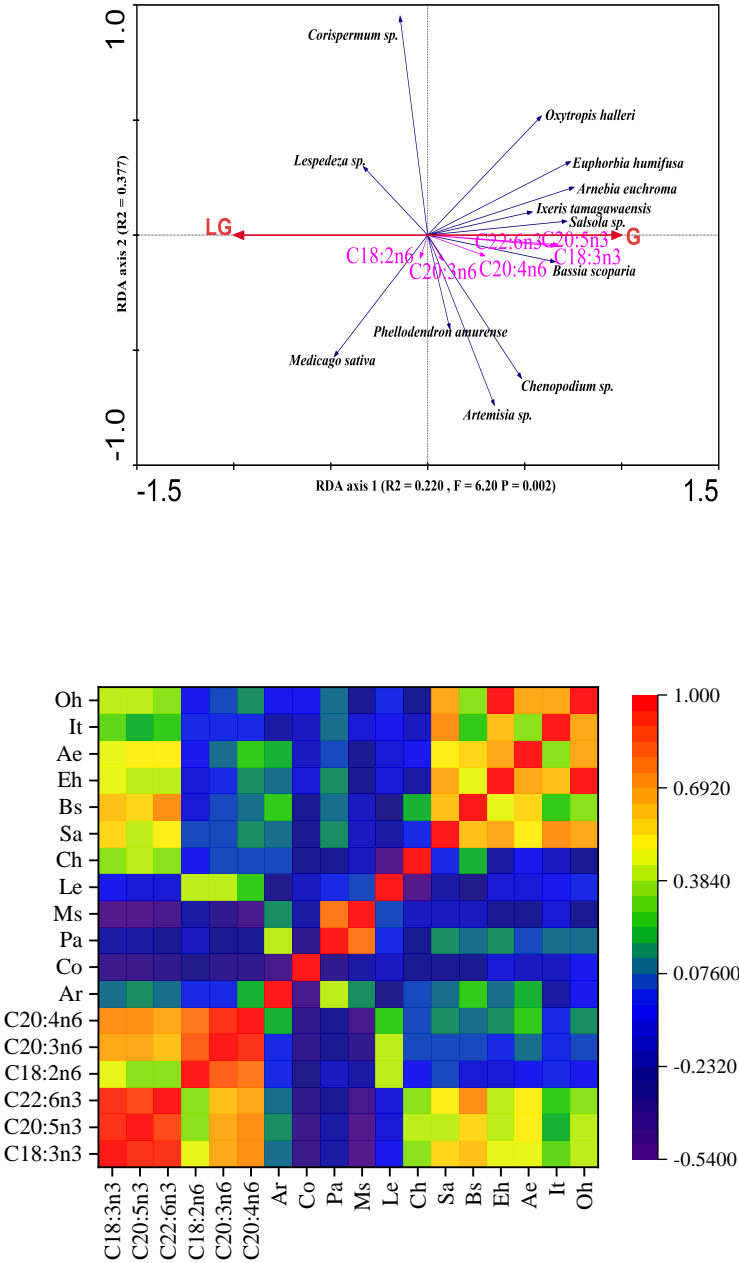 1.0
Corispermum sp.
Oxytropis halleri
Lespedeza sp.
Euphorbia humifusa
Arnebia euchroma
Ixeris tamagawaensis
Salsola sp.
LG
G
C22:6n3
C20:5n3
C18:2n6
C18:3n3
C20:3n6
C20:4n6
Bassia scoparia
RDA axis 2 (R2 = 0.377)
Phellodendron amurense
Medicago sativa
Chenopodium sp.
Artemisia sp.
-1.0
-1.5
RDA axis 1 (R2 = 0.220 , F = 6.20 P = 0.002)
1.5
Oh
It
Ae
Eh
Bs
Sa
Ch
Le
Ms
Pa
Co
Ar
C20:4n6
C20:3n6
C18:2n6
C22:6n3
C20:5n3
C18:3n3
C18:3n3
C20:5n3
C22:6n3
C18:2n6
C20:3n6
C20:4n6
Ar
Co
Pa
Ms
Le
Ch
Sa
Bs
Eh
Ae
It
Oh
1.000
0.6920
0.3840
0.07600
-0.2320
-0.5400